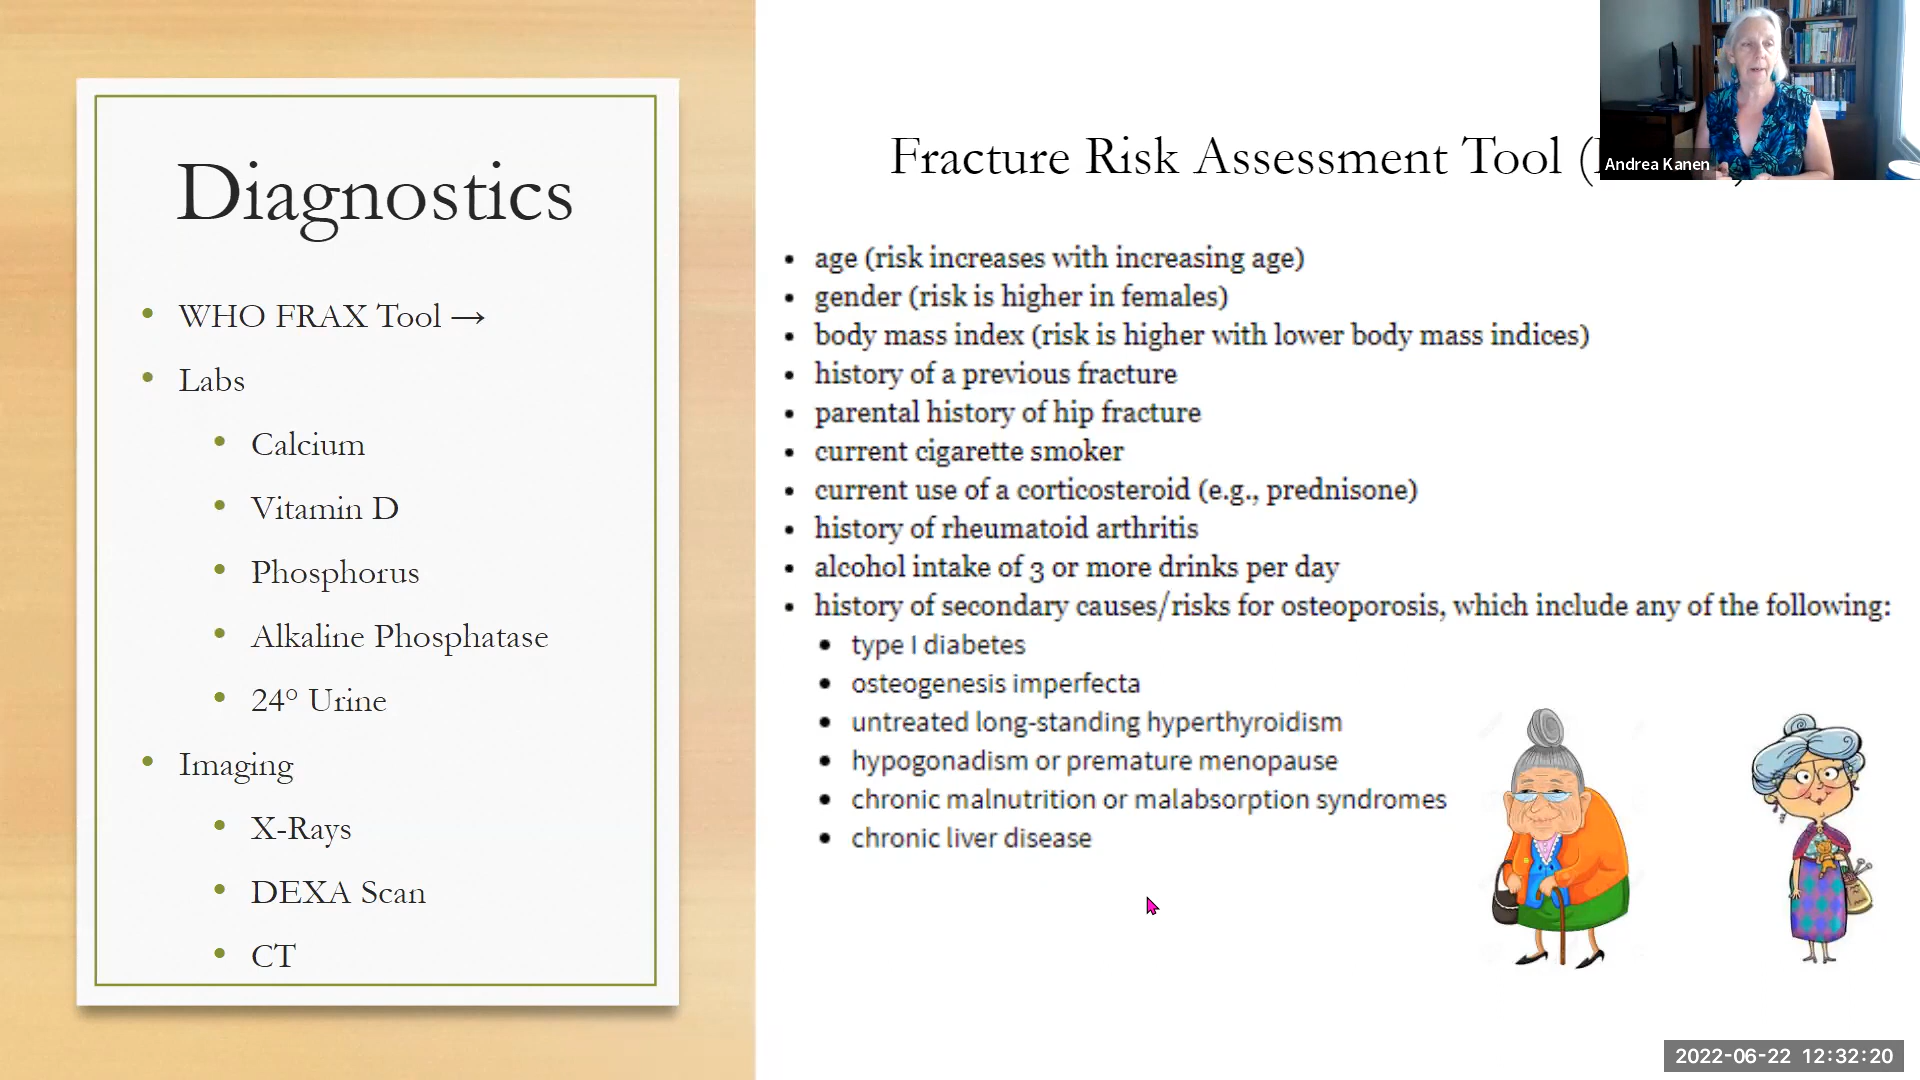 Diagnostics
• WHO FRAX Tool →
• Labs
• Calcium
• Vitamin D
• Phosphorus
• Alkaline Phosphatase
• 24° Urine
• Imaging
• X-Rays
• DEXA Scan
• CT
Fracture Risk Assessment Tool (
• age (risk increases with increasing age)
• gender (risk is higher in females)
• body mass index (risk is higher with lower body mass indices)
• history of a previous fracture
• parental history of hip fracture
• current cigarette smoker
• current use of a corticosteroid (e.g., prednisone)
• history of rheumatoid arthritis
• alcohol intake of 3 or more drinks per day
• history of secondary causes/risks for osteoporosis, which include any of the following:
• type I diabetes
• osteogenesis imperfecta
• untreated long-standing hyperthyroidism
• hypogonadism or premature menopause
• chronic malnutrition or malabsorption syndromes
• chronic liver disease
Andrea Kanen
2022-06-22 12:32:20